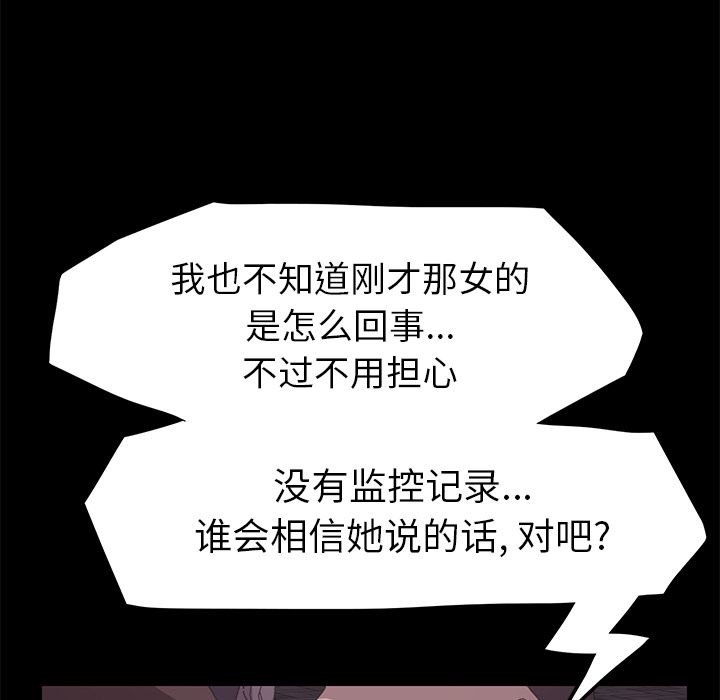 我也不知道刚才那女的
是怎么回事...
不过不用担心
没有监控记录...
谁会相信她说的话, 对吧?